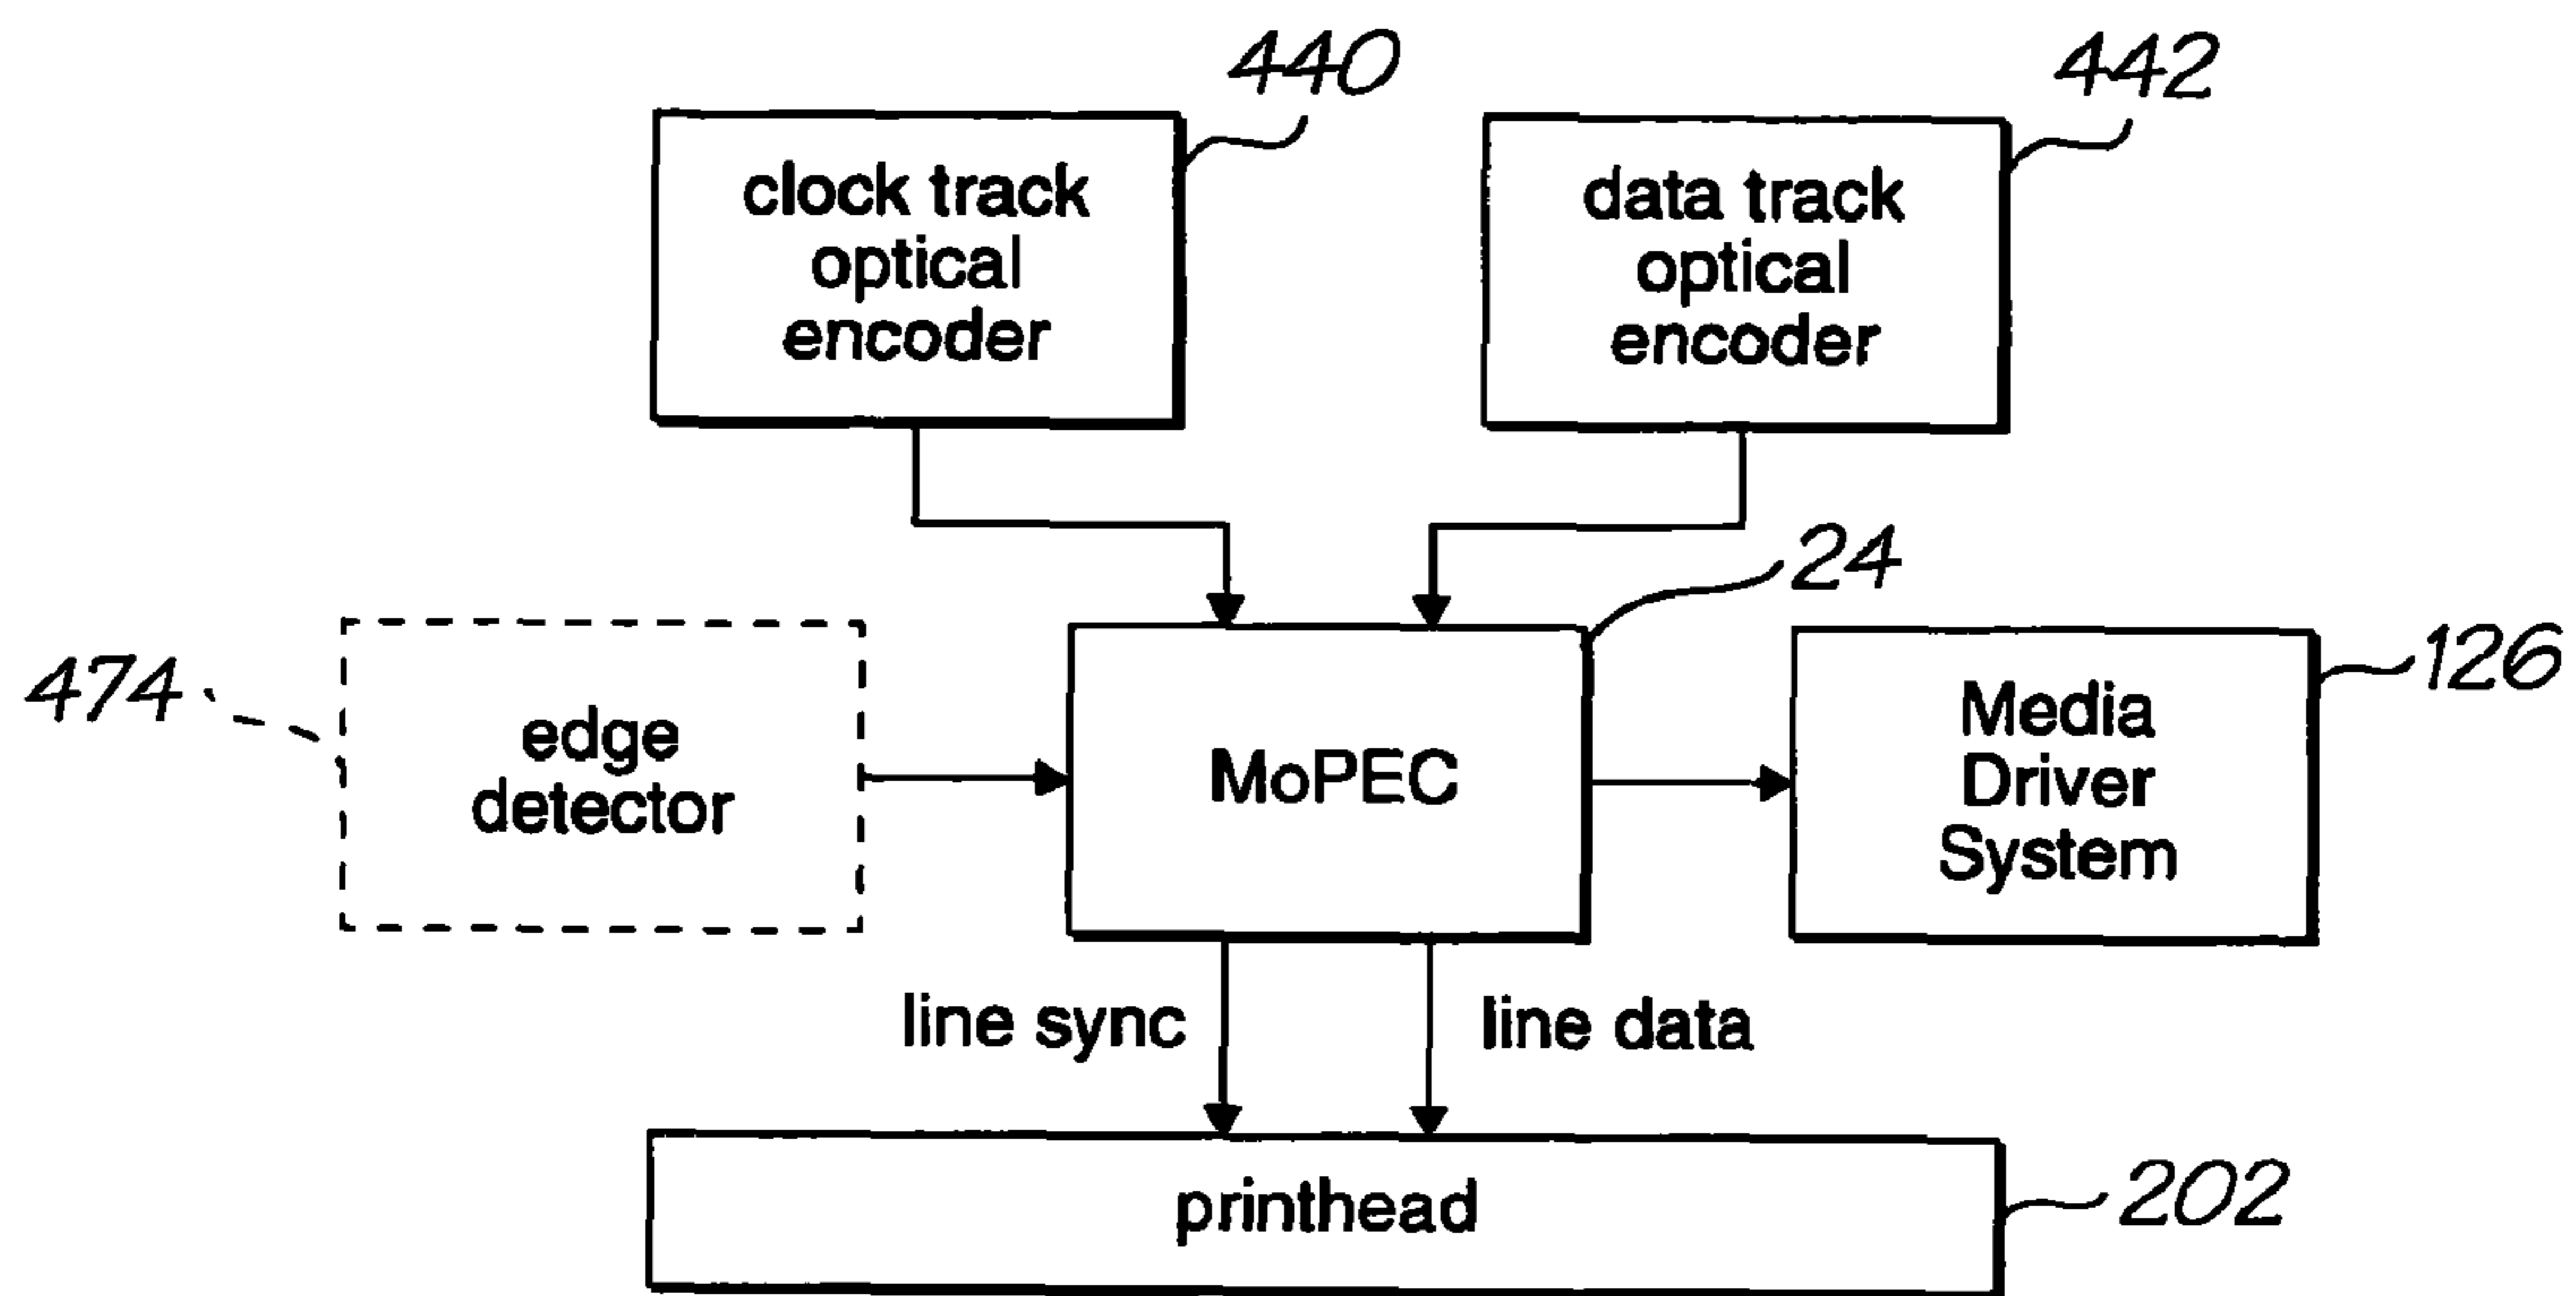 440
442
clock track
optical
encoder
data track
optical
encoder
24
474
edge
detector
MoPEC
Media
Driver
System
126
line sync
line data
printhead
202